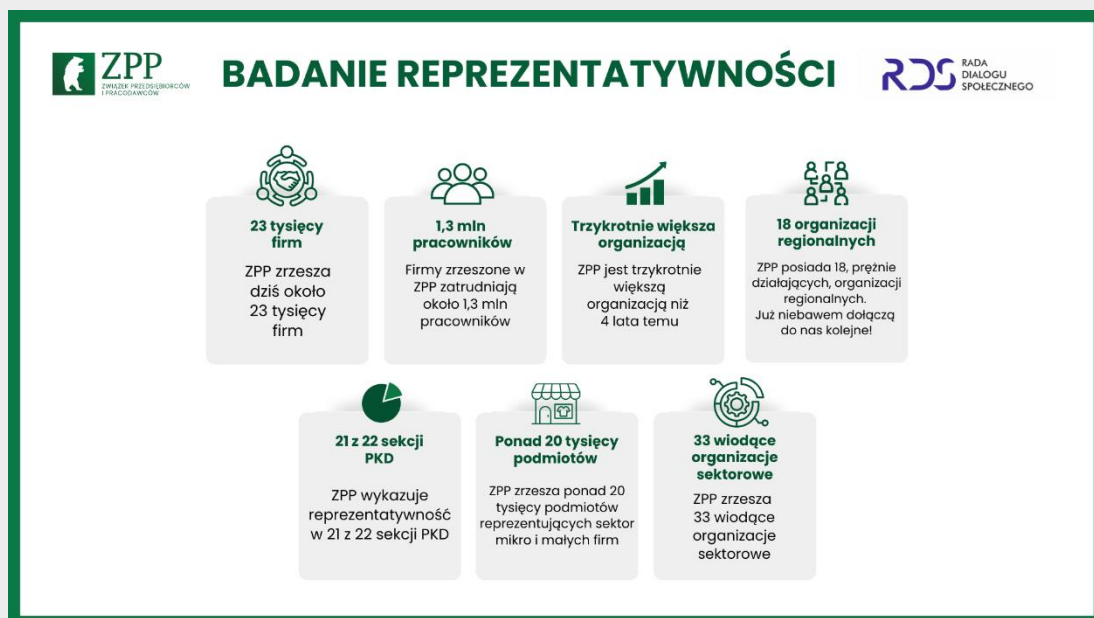 ZPP
ZWIĄZEK PRZEDSIĘBIORCÓW
I PRACODAWCÓW
BADANIE REPREZENTATYWNOŚCI
RDS
RADA
DIALOGU
SPOŁECZNEGO
23 tysięcy
firm
ZPP zrzesza
dziś około
23 tysięcy
firm
1,3 mln
pracowników
Firmy zrzeszone w
ZPP zatrudniają
około 1,3 mln
pracowników
Trzykrotnie większa
organizacją
ZPP jest trzykrotnie
większą
organizacją niż
4 lata temu
18 organizacji
regionalnych
ZPP posiada 18, prężnie
działających, organizacji
regionalnych.
Już niebawem dołączą
do nas kolejne!
21 z 22 sekcji
PKD
ZPP wykazuje
reprezentatywność
w 21 z 22 sekcji PKD
Ponad 20 tysięcy
podmiotów
ZPP zrzesza ponad 20
tysięcy podmiotów
reprezentujących sektor
mikro i małych firm
33 wiodące
organizacje
sektorowe
ZPP zrzesza
33 wiodące
organizacje
sektorowe